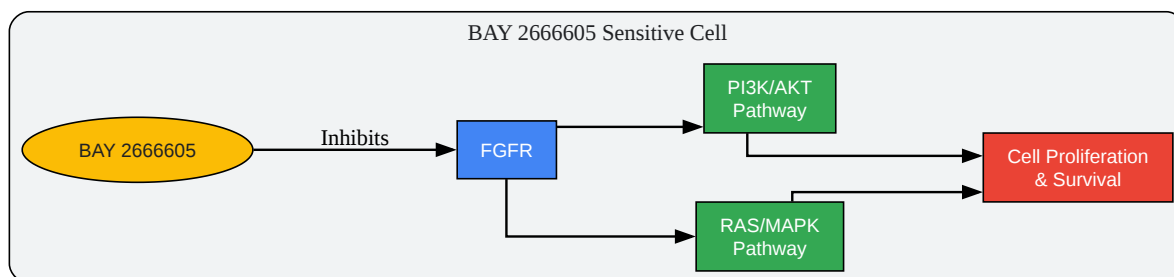 BAY 2666605 Sensitive Cell
BAY 2666605
Inhibits
FGFR
PI3K/AKT
Pathway
RAS/MAPK
Pathway
Cell Proliferation
& Survival